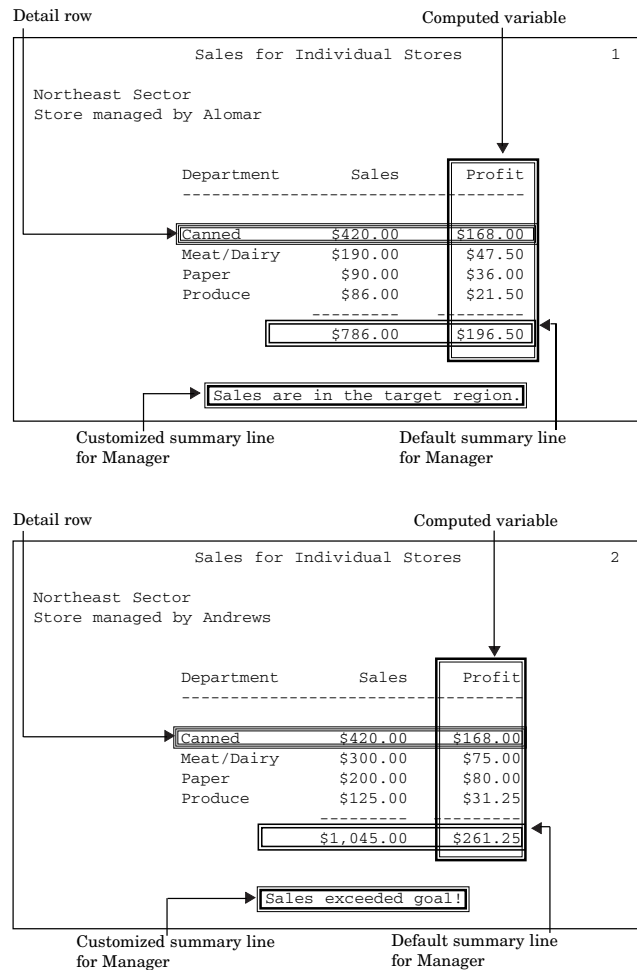 Detail row
Computed variable
Sales for Individual Stores 1
Northeast Sector
Store managed by Alomar
Department Sales Profit
-----------------------------------
Canned $420.00 $168.00
Meat/Dairy $190.00 $47.50
Paper $90.00 $36.00
Produce $86.00 $21.50
--------- ---------
$786.00 $196.50
Sales are in the target region.
Customized summary line
for Manager
Default summary line
for Manager
Detail row
Computed variable
Sales for Individual Stores 2
Northeast Sector
Store managed by Andrews
Department Sales Profit
-----------------------------------
Canned $420.00 $168.00
Meat/Dairy $300.00 $75.00
Paper $200.00 $80.00
Produce $125.00 $31.25
--------- ---------
$1,045.00 $261.25
Sales exceeded goal!
Customized summary line
for Manager
Default summary line
for Manager